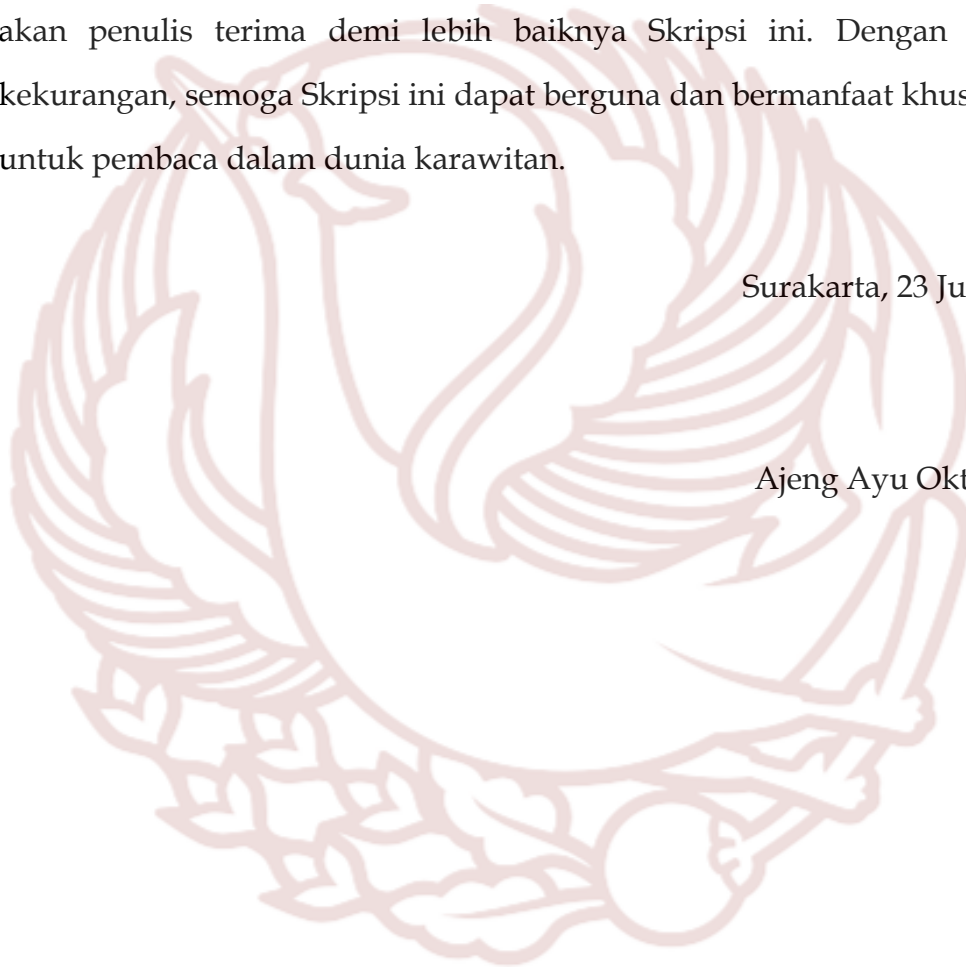 akan penulis terima demi lebih baiknya Skripsi ini. Dengan
kekurangan, semoga Skripsi ini dapat berguna dan bermanfaat khus
untuk pembaca dalam dunia karawitan.
Surakarta, 23 Ju
Ajeng Ayu Okt